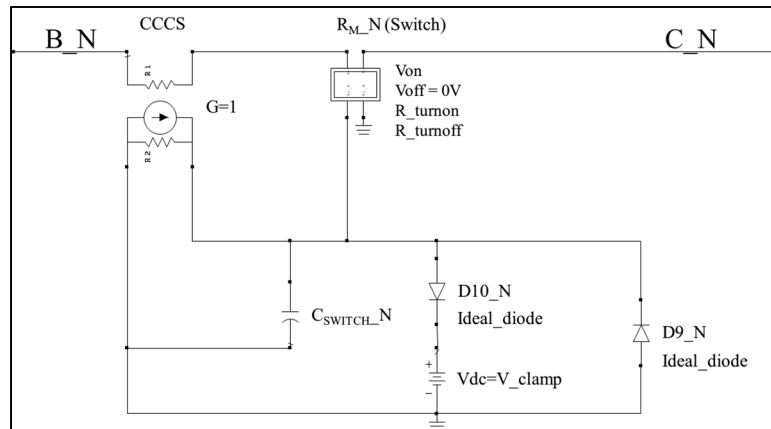 CCCS
R_M_N (Switch)
B_N
C_N
R1
Von
Voff = 0V
R_turnon
R_turnoff
G=1
R2
D10_N
Ideal_diode
C_SWITCH_N
D9_N
Ideal_diode
+
Vdc=V_clamp
−